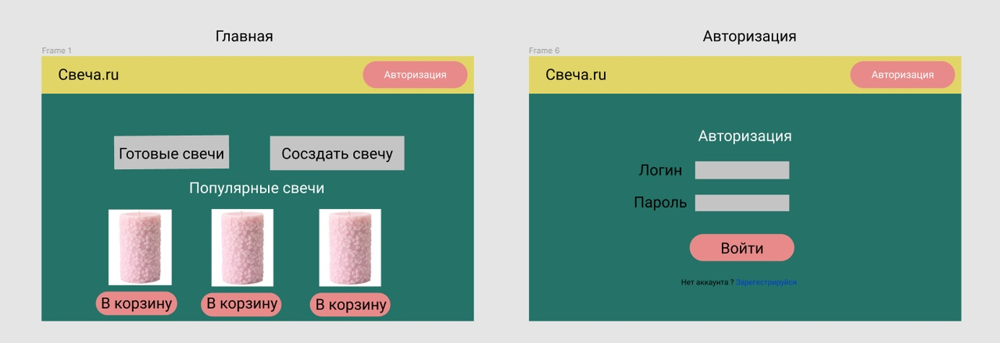 Главная
Frame 1
Свеча.ru
Авторизация
Готовые свечи
Сосздать свечу
Популярные свечи
В корзину
В корзину
В корзину
Авторизация
Frame 6
Свеча.ru
Авторизация
Авторизация
Логин
Пароль
Войти
Нет аккаунта ? Зарегестрируйся